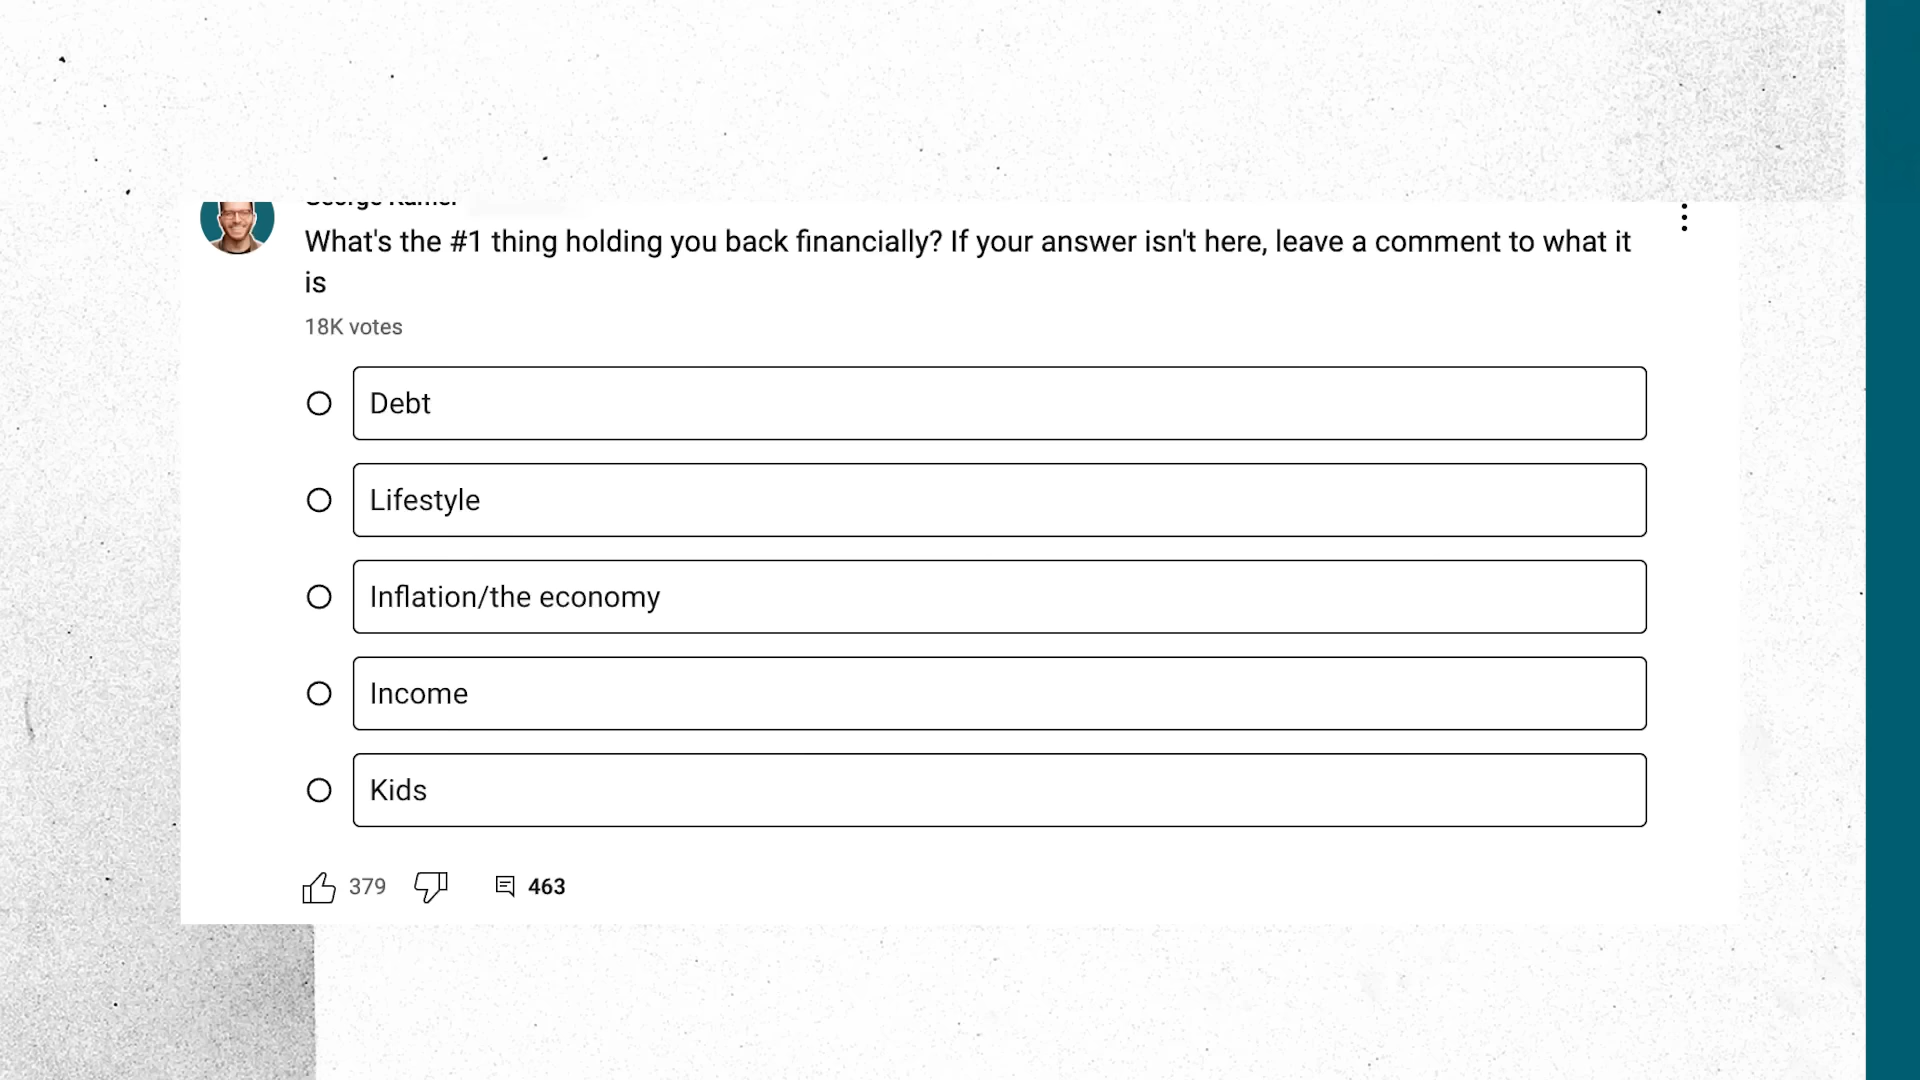 What's the #1 thing holding you back financially? If your answer isn't here, leave a comment to what it
is
18K votes
Debt
Lifestyle
Inflation/the economy
Income
Kids
379
463